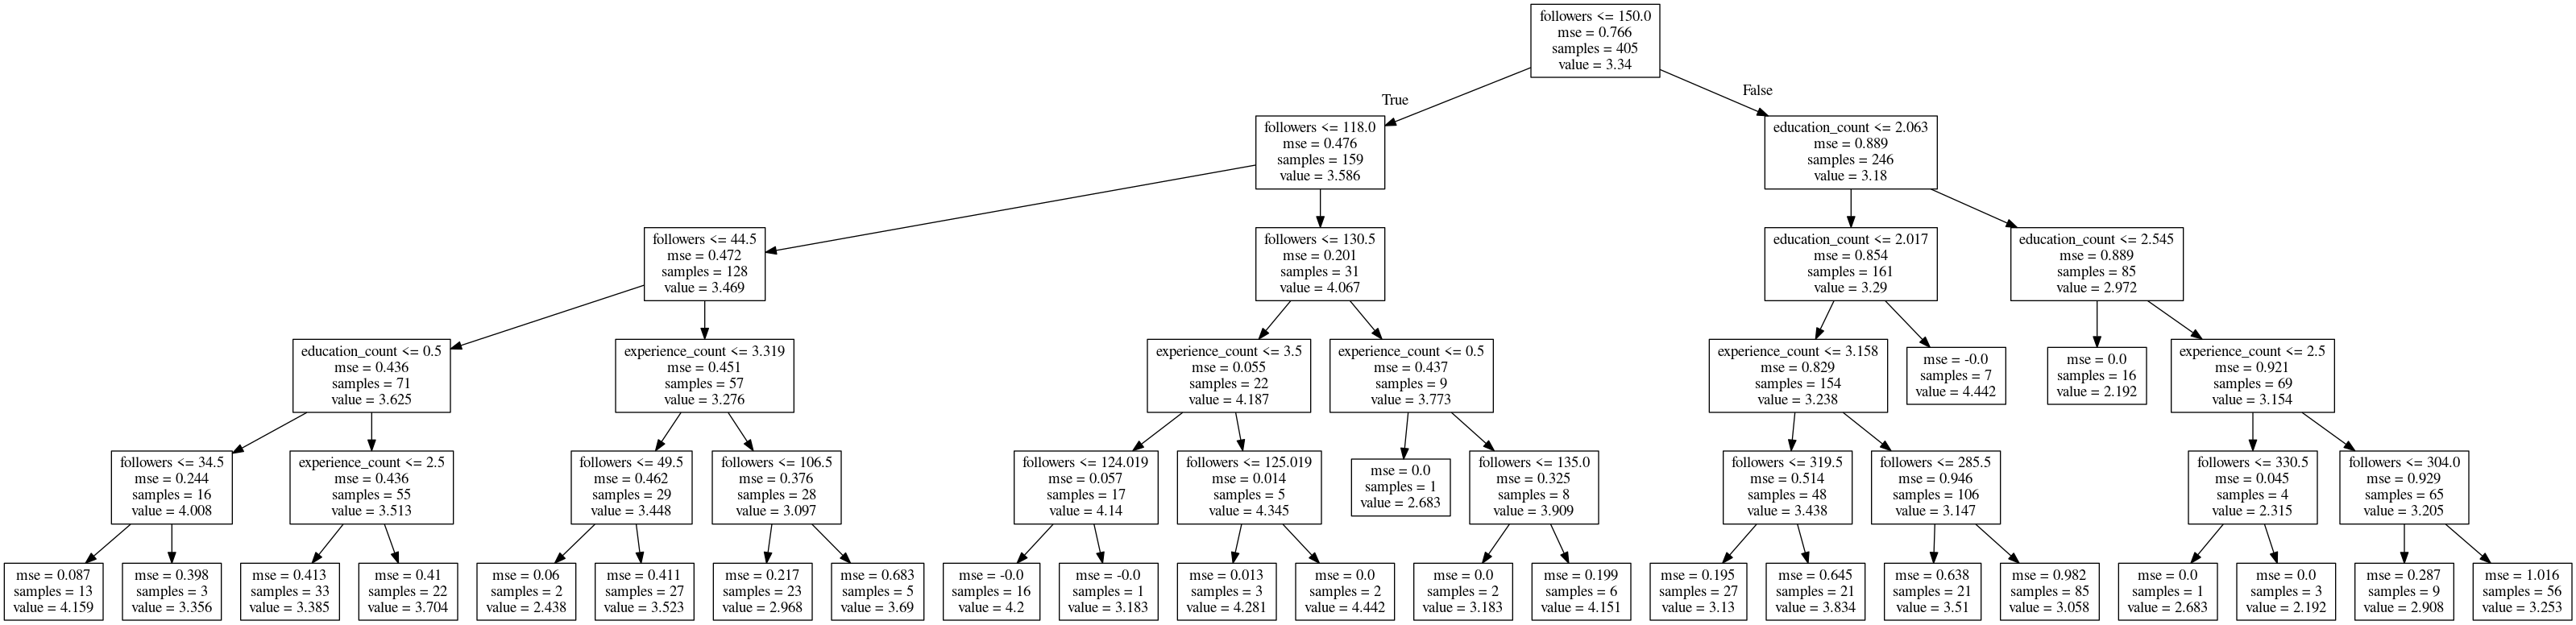 followers <= 150.0
mse = 0.766
samples = 405
value = 3.34
True
False
followers <= 118.0
mse = 0.476
samples = 159
value = 3.586
education_count <= 2.063
mse = 0.889
samples = 246
value = 3.18
followers <= 44.5
mse = 0.472
samples = 128
value = 3.469
followers <= 130.5
mse = 0.201
samples = 31
value = 4.067
education_count <= 2.017
mse = 0.854
samples = 161
value = 3.29
education_count <= 2.545
mse = 0.889
samples = 85
value = 2.972
education_count <= 0.5
mse = 0.436
samples = 71
value = 3.625
experience_count <= 3.319
mse = 0.451
samples = 57
value = 3.276
experience_count <= 3.5
mse = 0.055
samples = 22
value = 4.187
experience_count <= 0.5
mse = 0.437
samples = 9
value = 3.773
experience_count <= 3.158
mse = 0.829
samples = 154
value = 3.238
mse = -0.0
samples = 7
value = 4.442
mse = 0.0
samples = 16
value = 2.192
experience_count <= 2.5
mse = 0.921
samples = 69
value = 3.154
followers <= 34.5
mse = 0.244
samples = 16
value = 4.008
experience_count <= 2.5
mse = 0.436
samples = 55
value = 3.513
followers <= 49.5
mse = 0.462
samples = 29
value = 3.448
followers <= 106.5
mse = 0.376
samples = 28
value = 3.097
followers <= 124.019
mse = 0.057
samples = 17
value = 4.14
followers <= 125.019
mse = 0.014
samples = 5
value = 4.345
mse = 0.0
samples = 1
value = 2.683
followers <= 135.0
mse = 0.325
samples = 8
value = 3.909
followers <= 319.5
mse = 0.514
samples = 48
value = 3.438
followers <= 285.5
mse = 0.946
samples = 106
value = 3.147
followers <= 330.5
mse = 0.045
samples = 4
value = 2.315
followers <= 304.0
mse = 0.929
samples = 65
value = 3.205
mse = 0.087
samples = 13
value = 4.159
mse = 0.398
samples = 3
value = 3.356
mse = 0.413
samples = 33
value = 3.385
mse = 0.41
samples = 22
value = 3.704
mse = 0.06
samples = 2
value = 2.438
mse = 0.411
samples = 27
value = 3.523
mse = 0.217
samples = 23
value = 2.968
mse = 0.683
samples = 5
value = 3.69
mse = -0.0
samples = 16
value = 4.2
mse = -0.0
samples = 1
value = 3.183
mse = 0.013
samples = 3
value = 4.281
mse = 0.0
samples = 2
value = 4.442
mse = 0.0
samples = 2
value = 3.183
mse = 0.199
samples = 6
value = 4.151
mse = 0.195
samples = 27
value = 3.13
mse = 0.645
samples = 21
value = 3.834
mse = 0.638
samples = 21
value = 3.51
mse = 0.982
samples = 85
value = 3.058
mse = 0.0
samples = 1
value = 2.683
mse = 0.0
samples = 3
value = 2.192
mse = 0.287
samples = 9
value = 2.908
mse = 1.016
samples = 56
value = 3.253